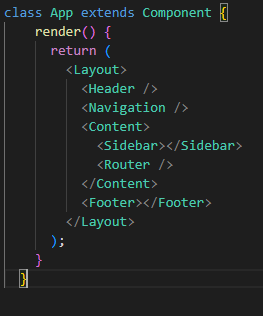 class App extends Component {
    render() {
      return (
        <Layout>
          <Header />
          <Navigation />
          <Content>
            <Sidebar></Sidebar>
            <Router />
          </Content>
          <Footer></Footer>
        </Layout>
      );
    }
  }